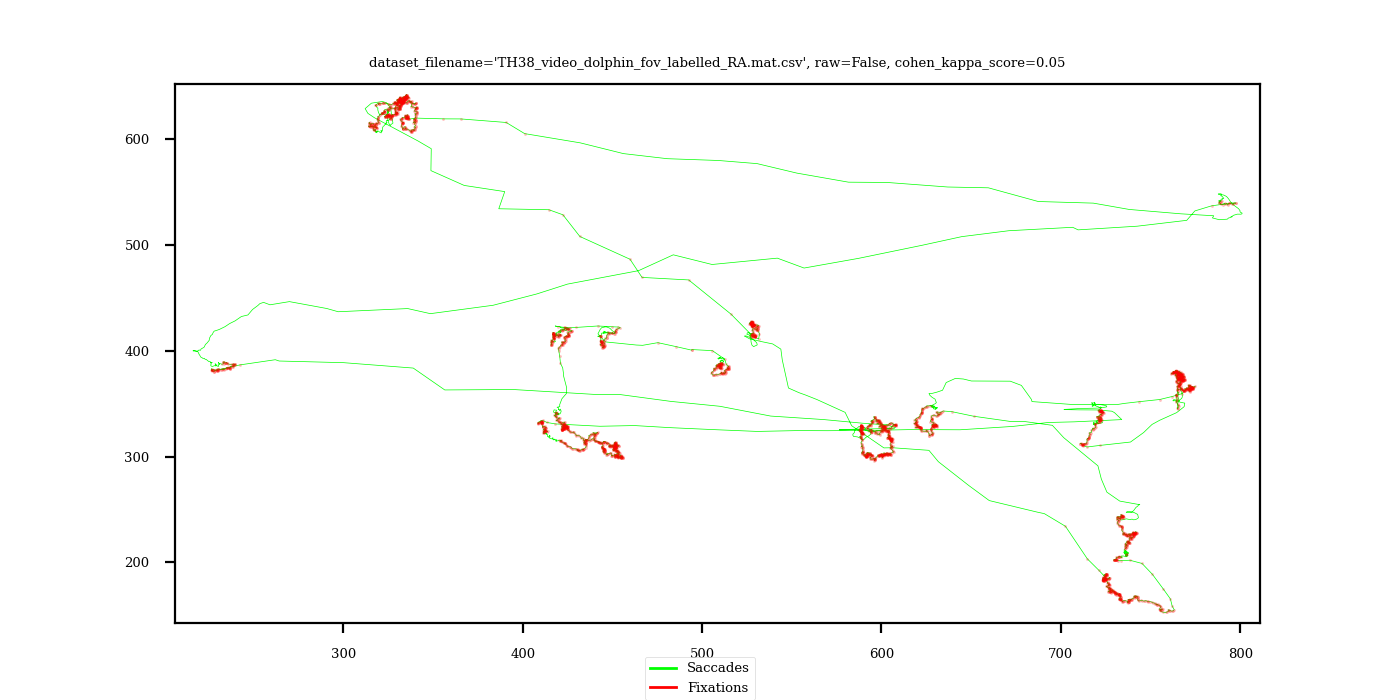 dataset_filename='TH38_video_dolphin_fov_labelled_RA.mat.csv', raw=False, cohen_kappa_score=0.05
600
500
400
300
200
300 400 500 600 700 800
Saccades
Fixations